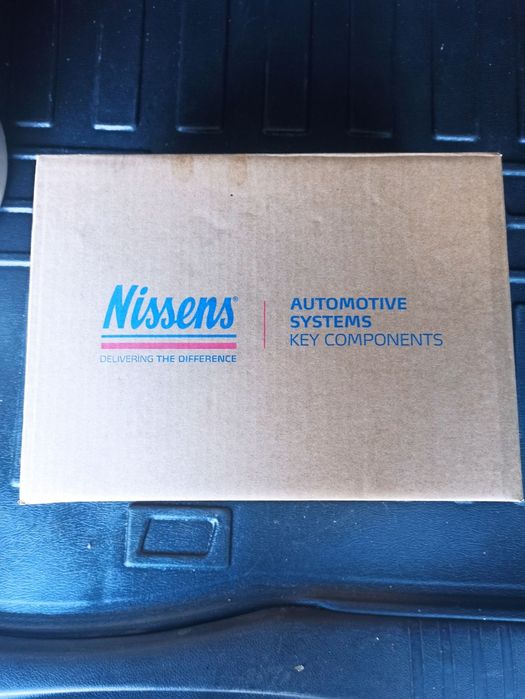 Nissens®
DELIVERING THE DIFFERENCE
AUTOMOTIVE
SYSTEMS
KEY COMPONENTS